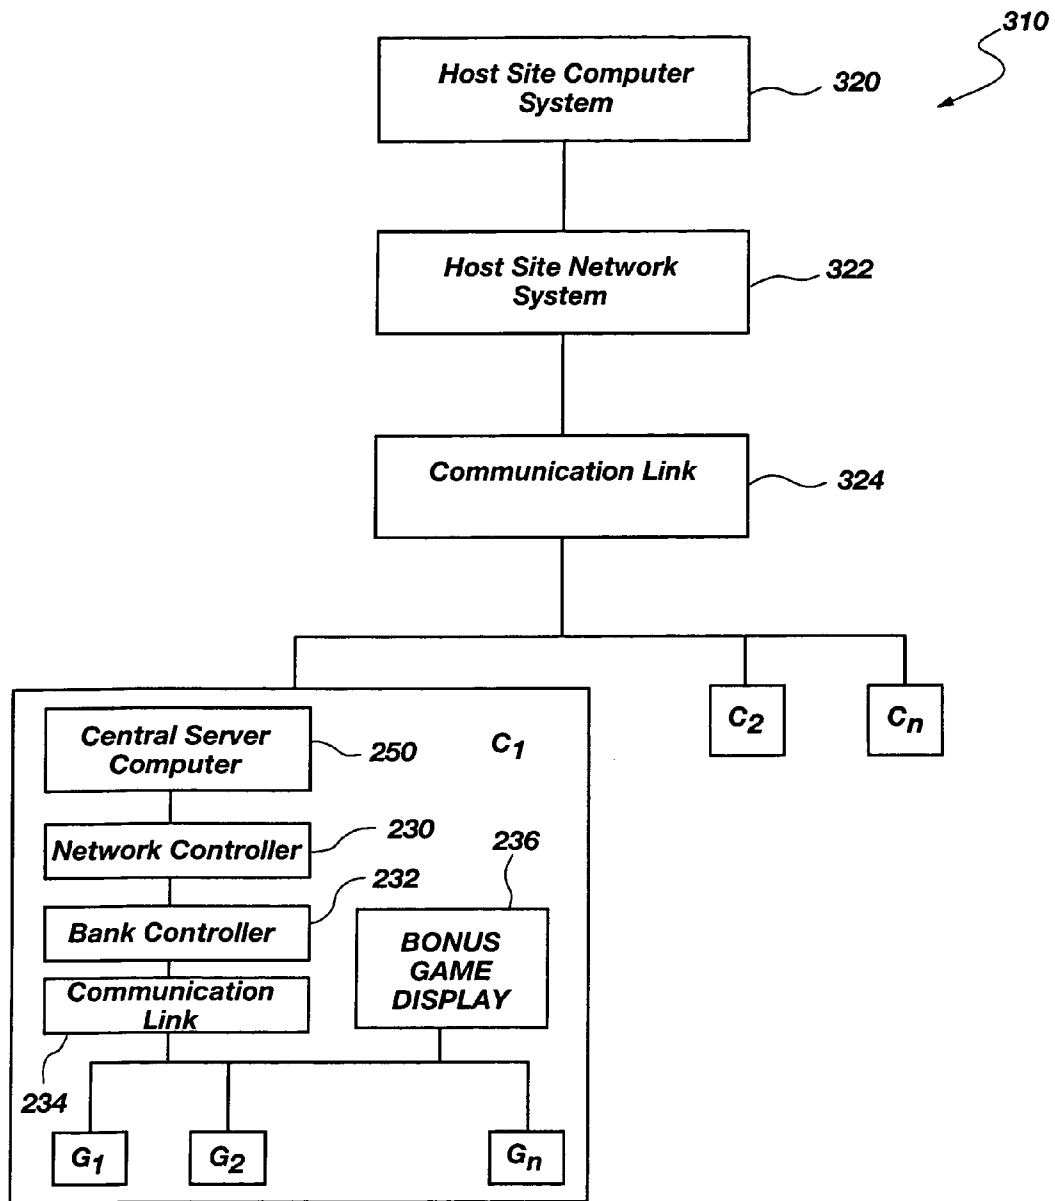 310
Host Site Computer
System
320
Host Site Network
System
322
Communication Link
324
C1
C2
Cn
Central Server
Computer
250
Network Controller
230
Bank Controller
232
Communication
Link
234
236
BONUS
GAME
DISPLAY
G1
G2
Gn